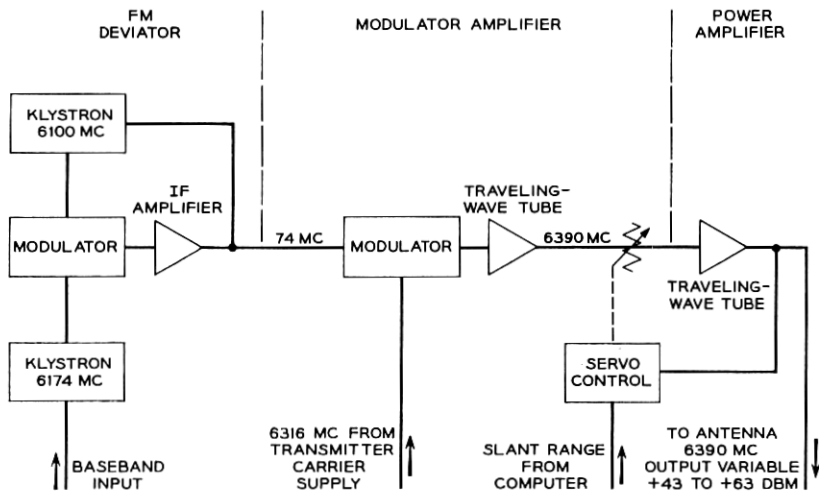 FM
DEVIATOR
MODULATOR AMPLIFIER
POWER
AMPLIFIER
KLYSTRON
6100 MC
IF
AMPLIFIER
MODULATOR
74 MC
MODULATOR
TRAVELING-
WAVE TUBE
6390 MC
TRAVELING-
WAVE TUBE
KLYSTRON
6174 MC
SERVO
CONTROL
BASEBAND
INPUT
6316 MC FROM
TRANSMITTER
CARRIER
SUPPLY
SLANT RANGE
FROM
COMPUTER
TO ANTENNA
6390 MC
OUTPUT VARIABLE
+43 TO +63 DBM